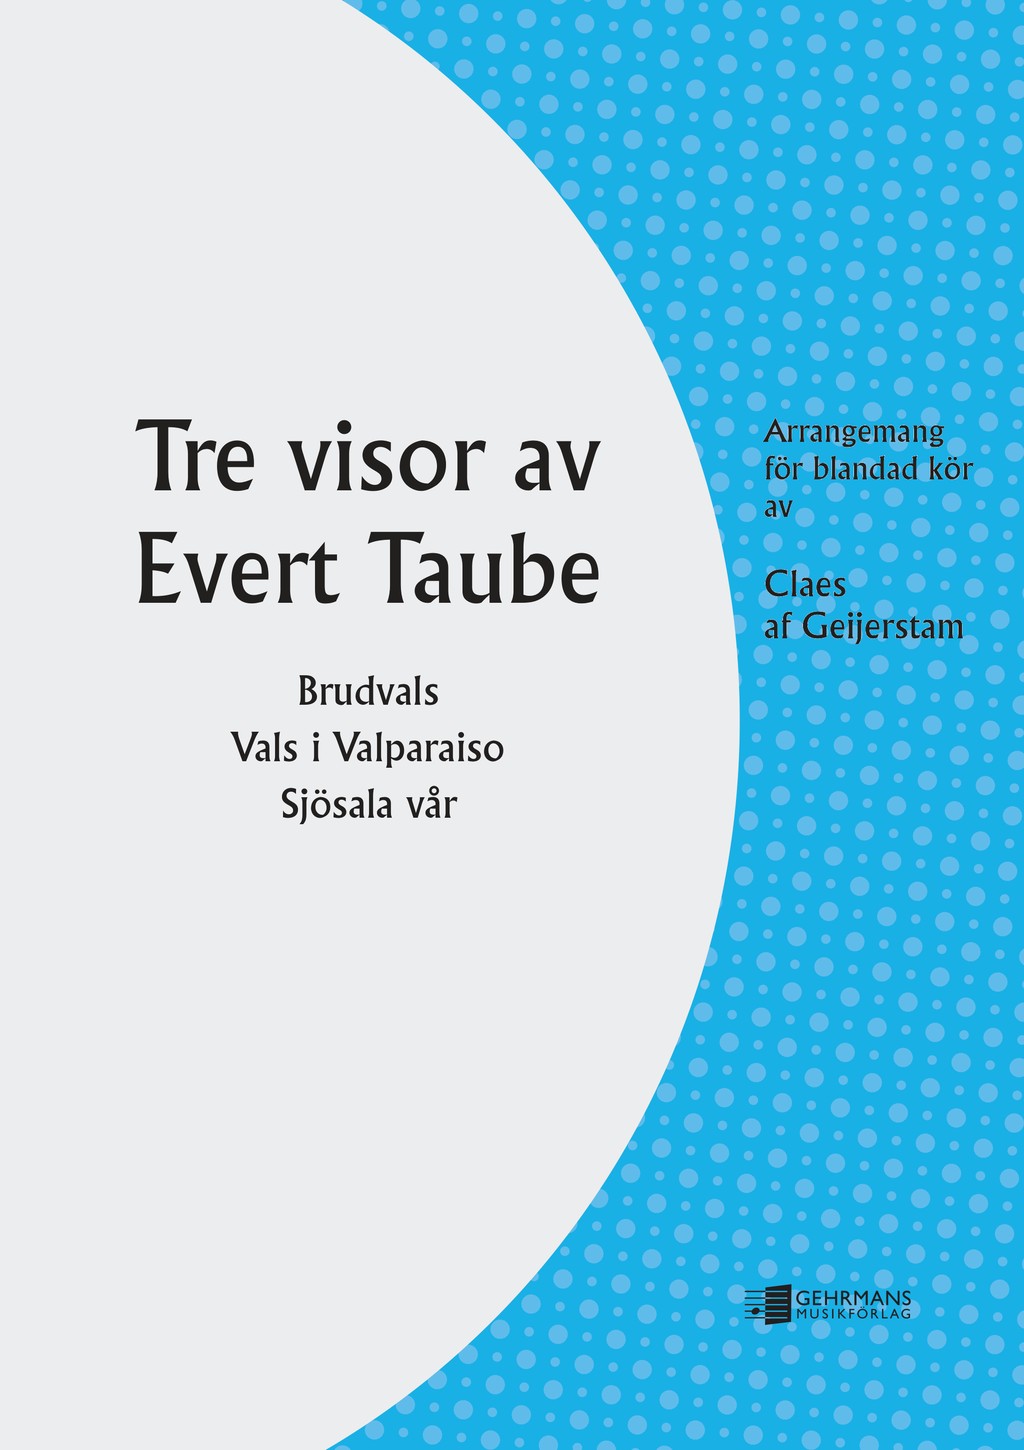 Tre visor av
Evert Taube
Brudvals
Vals i Valparaiso
Sjösala vår
Arrangemang
för blandad kör
av
Claes
af Geijerstam
GEHRMANS
MUSIKFÖRLAG